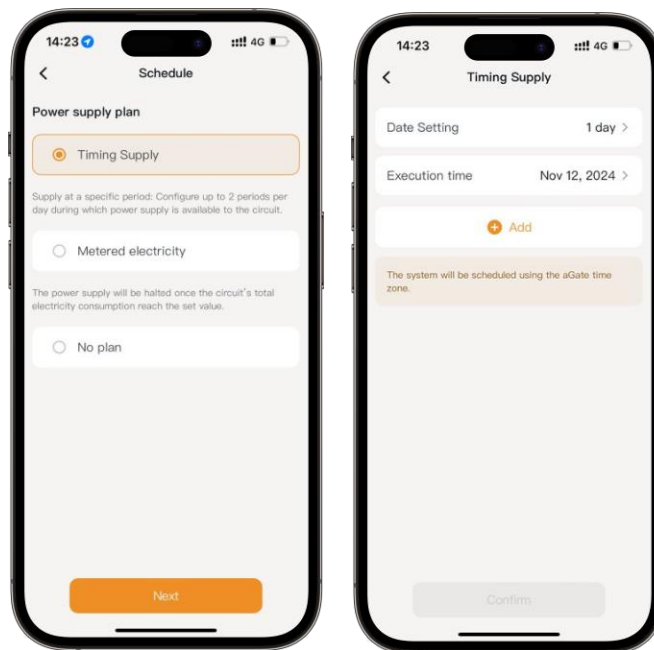 14:23 4G
Schedule
Power supply plan
Timing Supply
Supply at a specific period: Configure up to 2 periods per
day during which power supply is available to the circuit.
Metered electricity
The power supply will be halted once the circuit's total
electricity consumption reach the set value.
No plan
Next
14:23 4G
Timing Supply
Date Setting 1 day >
Execution time Nov 12, 2024 >
Add
The system will be scheduled using the aGate time
zone.
Confirm